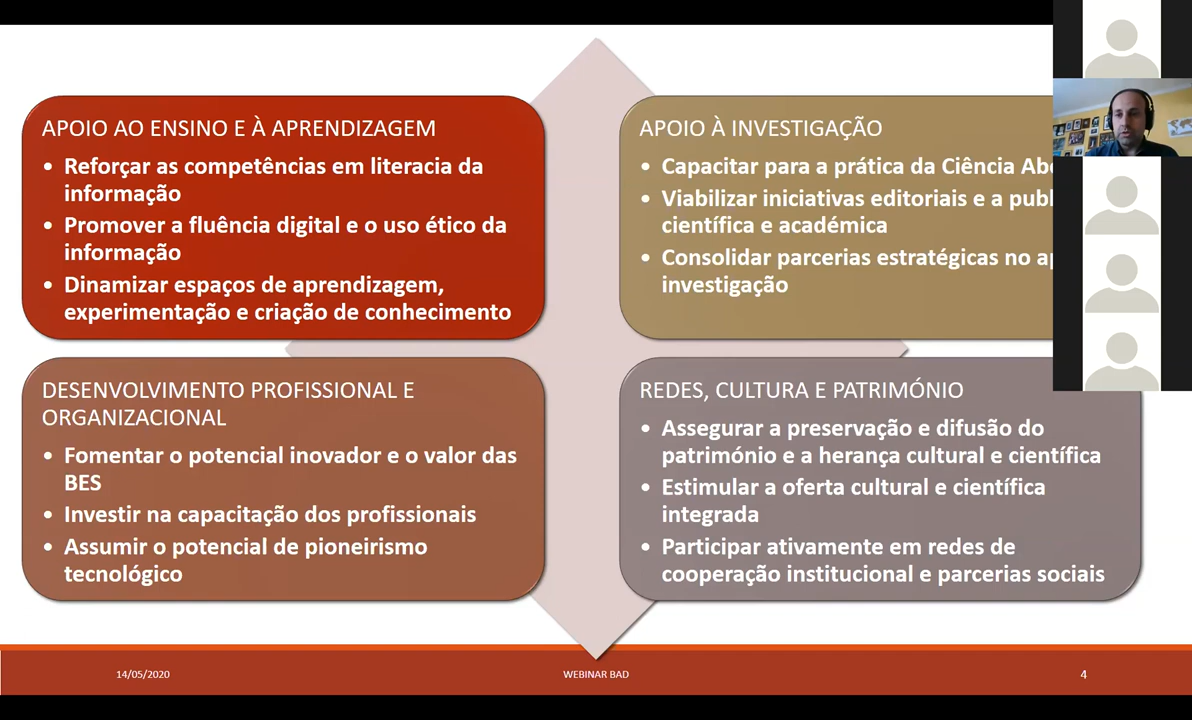 APOIO AO ENSINO E À APRENDIZAGEM
• Reforçar as competências em literacia da
informação
• Promover a fluência digital e o uso ético da
informação
• Dinamizar espaços de aprendizagem,
experimentação e criação de conhecimento
APOIO À INVESTIGAÇÃO
• Capacitar para a prática da Ciência
• Viabilizar iniciativas editoriais e a
científica e académica
• Consolidar parcerias estratégicas no
investigação
DESENVOLVIMENTO PROFISSIONAL E
ORGANIZACIONAL
• Fomentar o potencial inovador e o valor das
BES
• Investir na capacitação dos profissionais
• Assumir o potencial de pioneirismo
tecnológico
REDES, CULTURA E PATRIMÓNIO
• Assegurar a preservação e difusão do
património e a herança cultural e científica
• Estimular a oferta cultural e científica
integrada
• Participar ativamente em redes de
cooperação institucional e parcerias sociais
14/05/2020
WEBINAR BAD
4